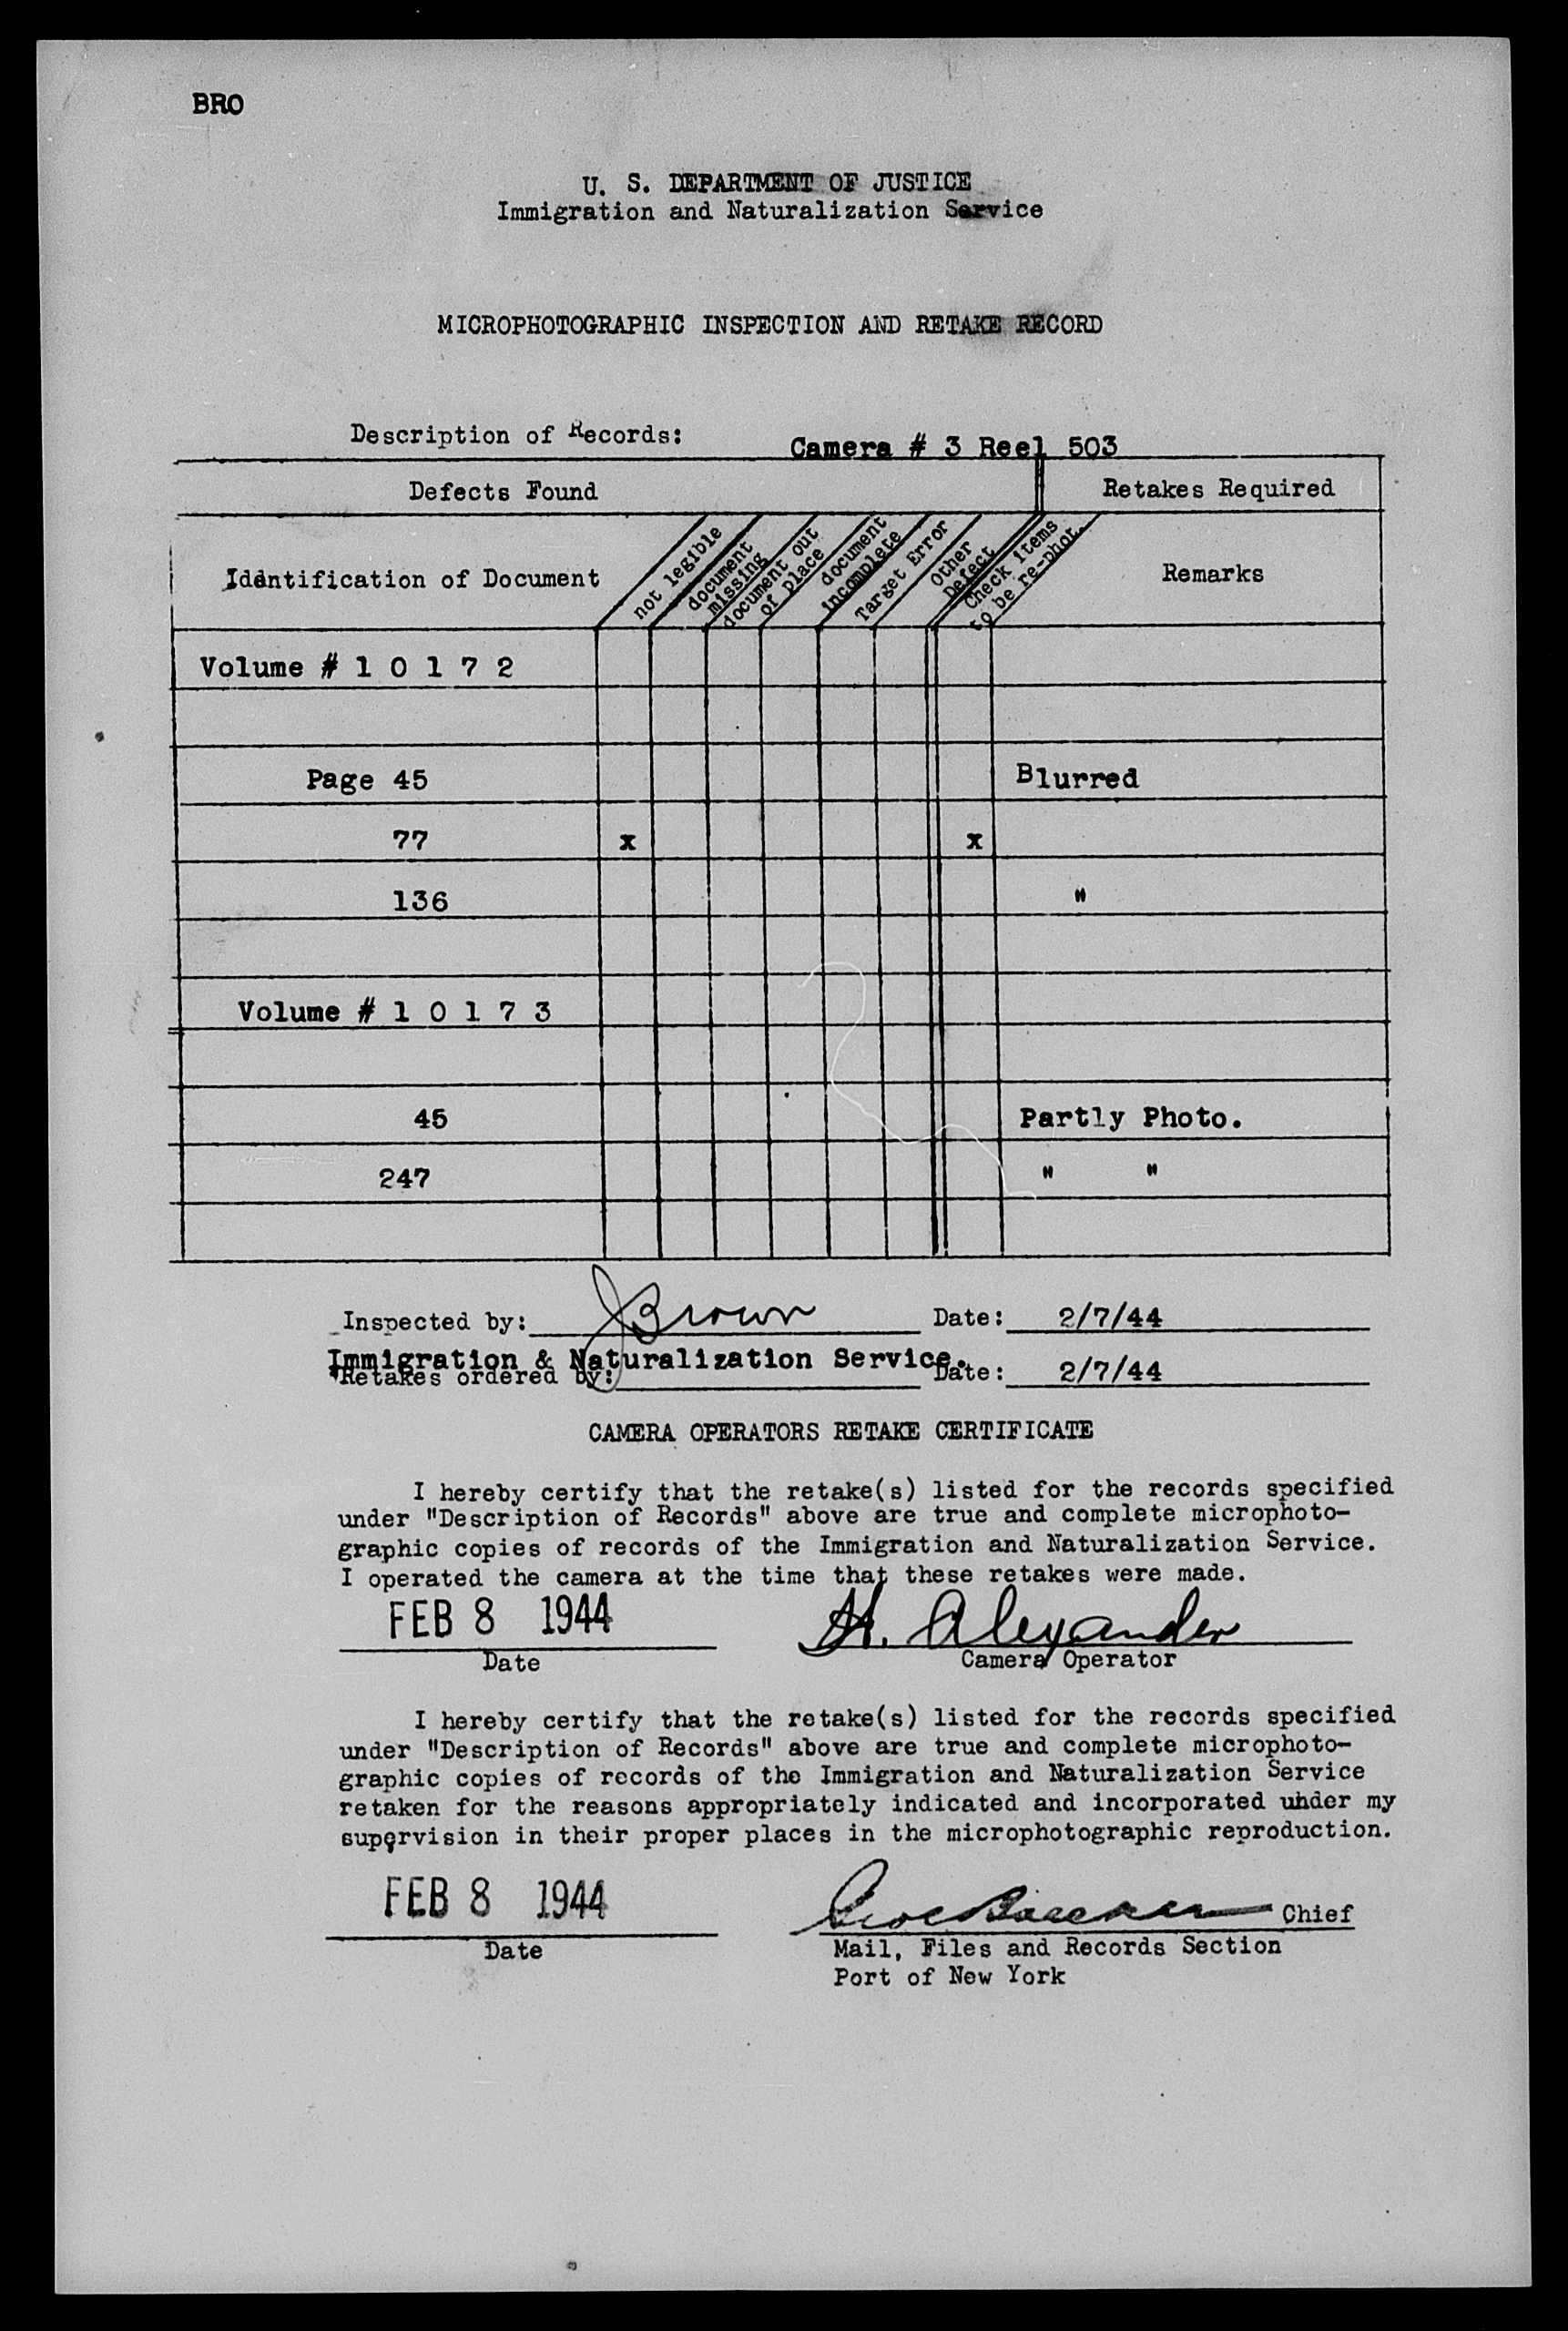 BRO
U. S. DEPARTMENT OF JUSTICE
Immigration and Naturalization Service
MICROPHOTOGRAPHIC INSPECTION AND RETAKE RECORD
Description of Records: Camera # 3 Reel 503
Defects Found Retakes Required
Identification of Document not legible document missing document out of place document incomplete Target Error Other Defect Check items to be re-phot. Remarks
Volume # 1 0 1 7 2
Page 45 Blurred
77 x x
136 "
Volume # 1 0 1 7 3
45 Partly Photo.
247 " "
Inspected by: JBrown Date: 2/7/44
Immigration & Naturalization Service.
Retakes ordered by: Date: 2/7/44
CAMERA OPERATORS RETAKE CERTIFICATE
I hereby certify that the retake(s) listed for the records specified
under "Description of Records" above are true and complete microphoto-
graphic copies of records of the Immigration and Naturalization Service.
I operated the camera at the time that these retakes were made.
FEB 8 1944 H. Alexander
Date Camera Operator
I hereby certify that the retake(s) listed for the records specified
under "Description of Records" above are true and complete microphoto-
graphic copies of records of the Immigration and Naturalization Service
retaken for the reasons appropriately indicated and incorporated under my
supervision in their proper places in the microphotographic reproduction.
FEB 8 1944 Chief
Date Mail, Files and Records Section
Port of New York